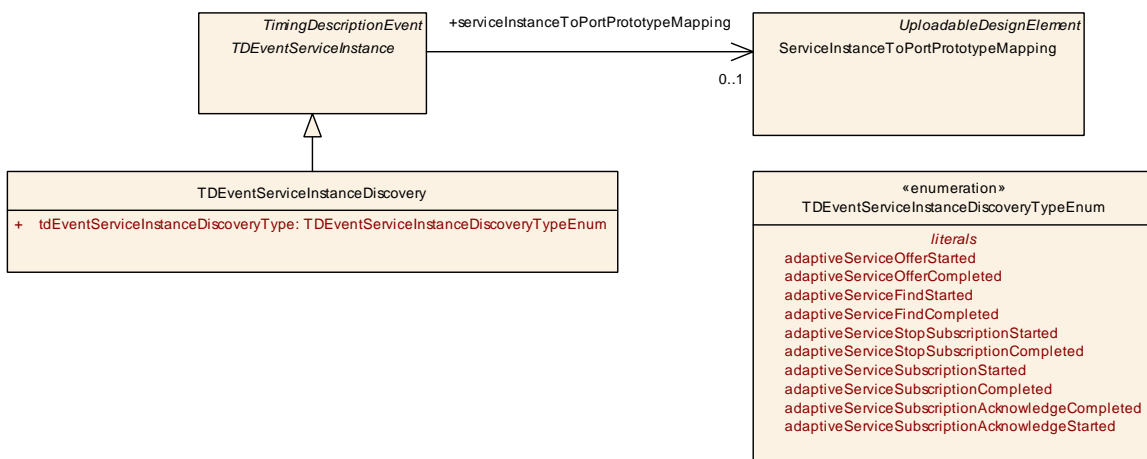 TimingDescriptionEvent
TDEventServiceInstance
+serviceInstanceToPortPrototypeMapping
0..1
UploadableDesignElement
ServiceInstanceToPortPrototypeMapping
TDEventServiceInstanceDiscovery
+ tdEventServiceInstanceDiscoveryType: TDEventServiceInstanceDiscoveryTypeEnum
«enumeration»
TDEventServiceInstanceDiscoveryTypeEnum
literals
adaptiveServiceOfferStarted
adaptiveServiceOfferCompleted
adaptiveServiceFindStarted
adaptiveServiceFindCompleted
adaptiveServiceStopSubscriptionStarted
adaptiveServiceStopSubscriptionCompleted
adaptiveServiceSubscriptionStarted
adaptiveServiceSubscriptionCompleted
adaptiveServiceSubscriptionAcknowledgeCompleted
adaptiveServiceSubscriptionAcknowledgeStarted